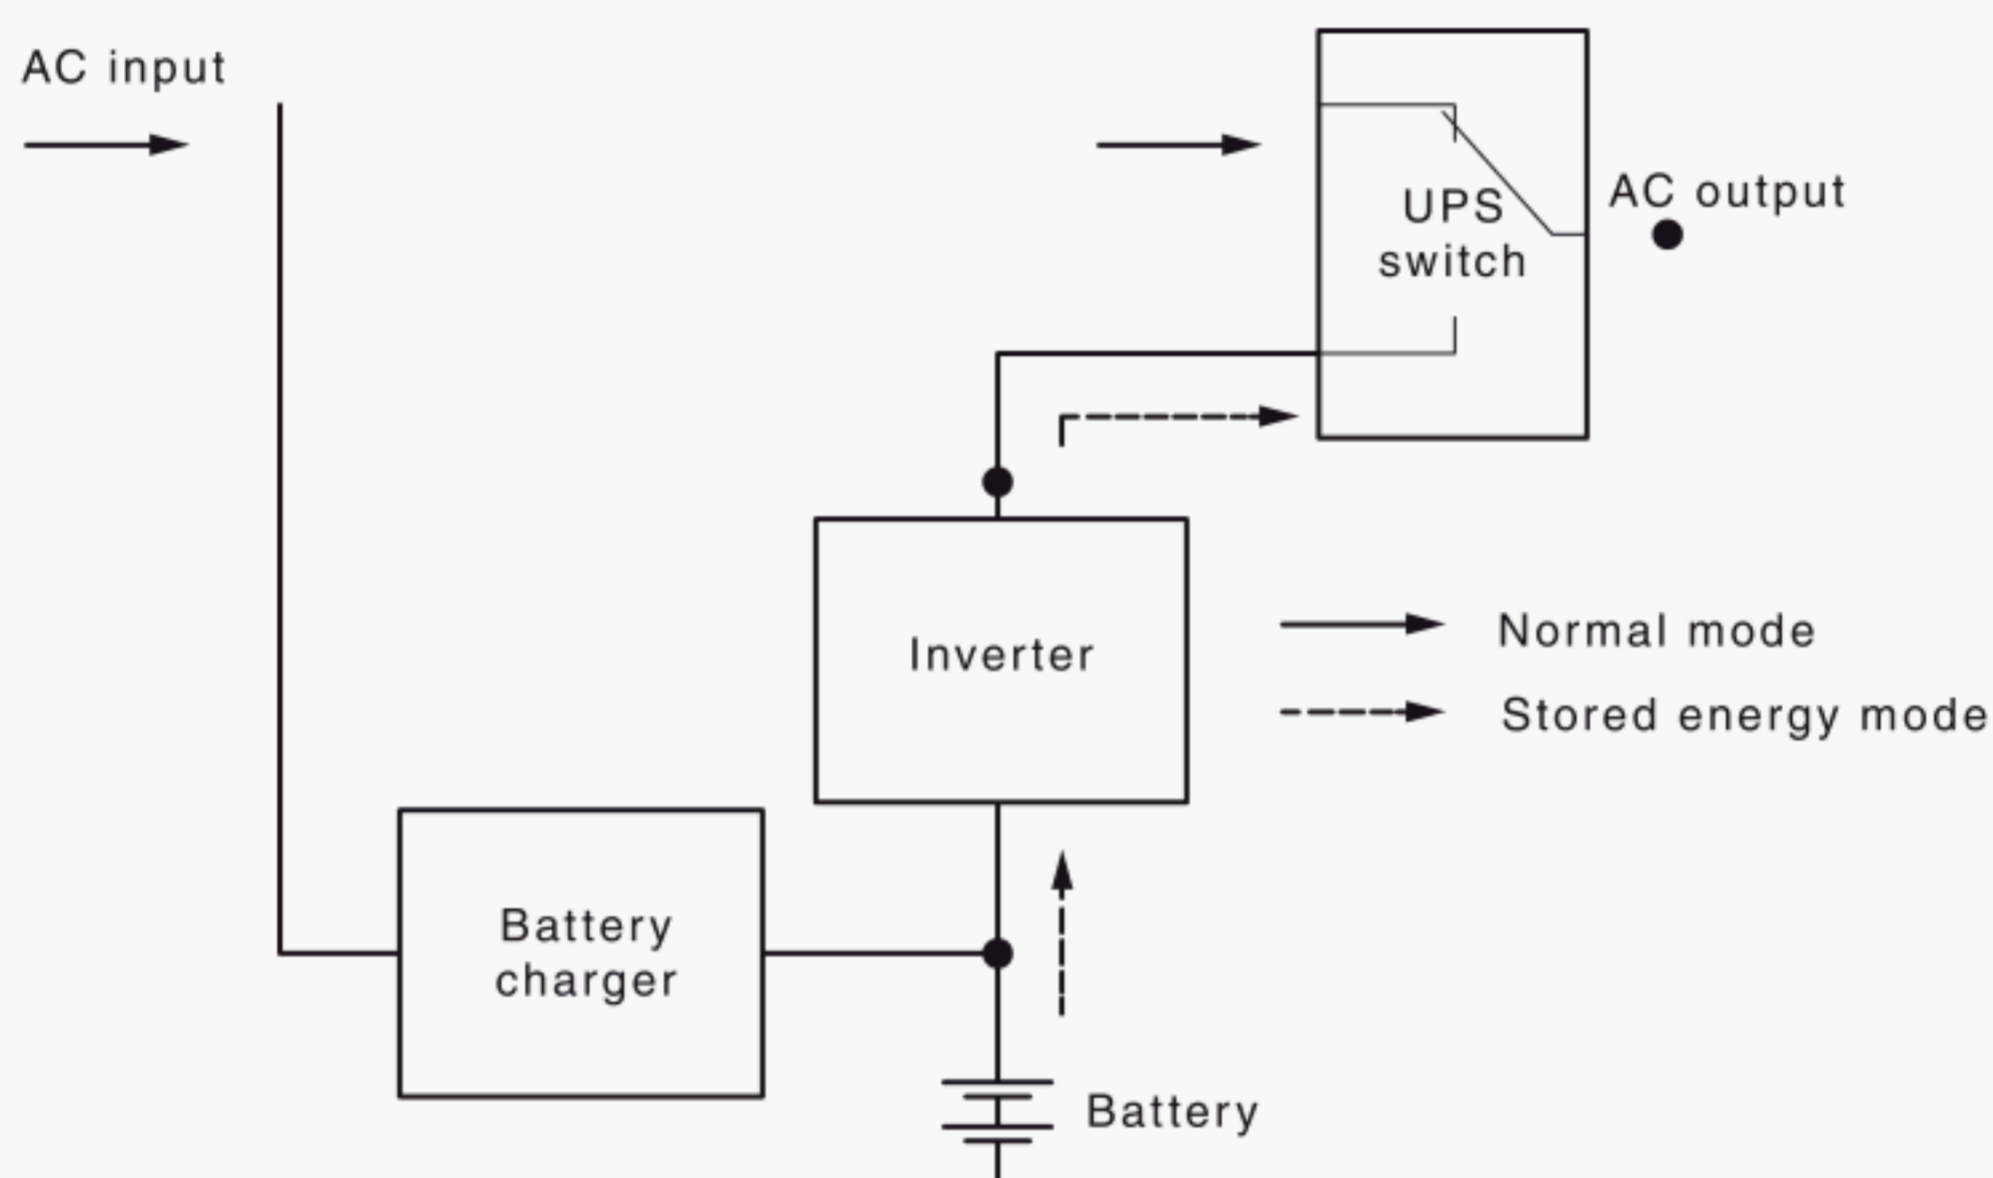 AC input
AC output
UPS
switch
Inverter
Normal mode
Stored energy mode
Battery
charger
Battery